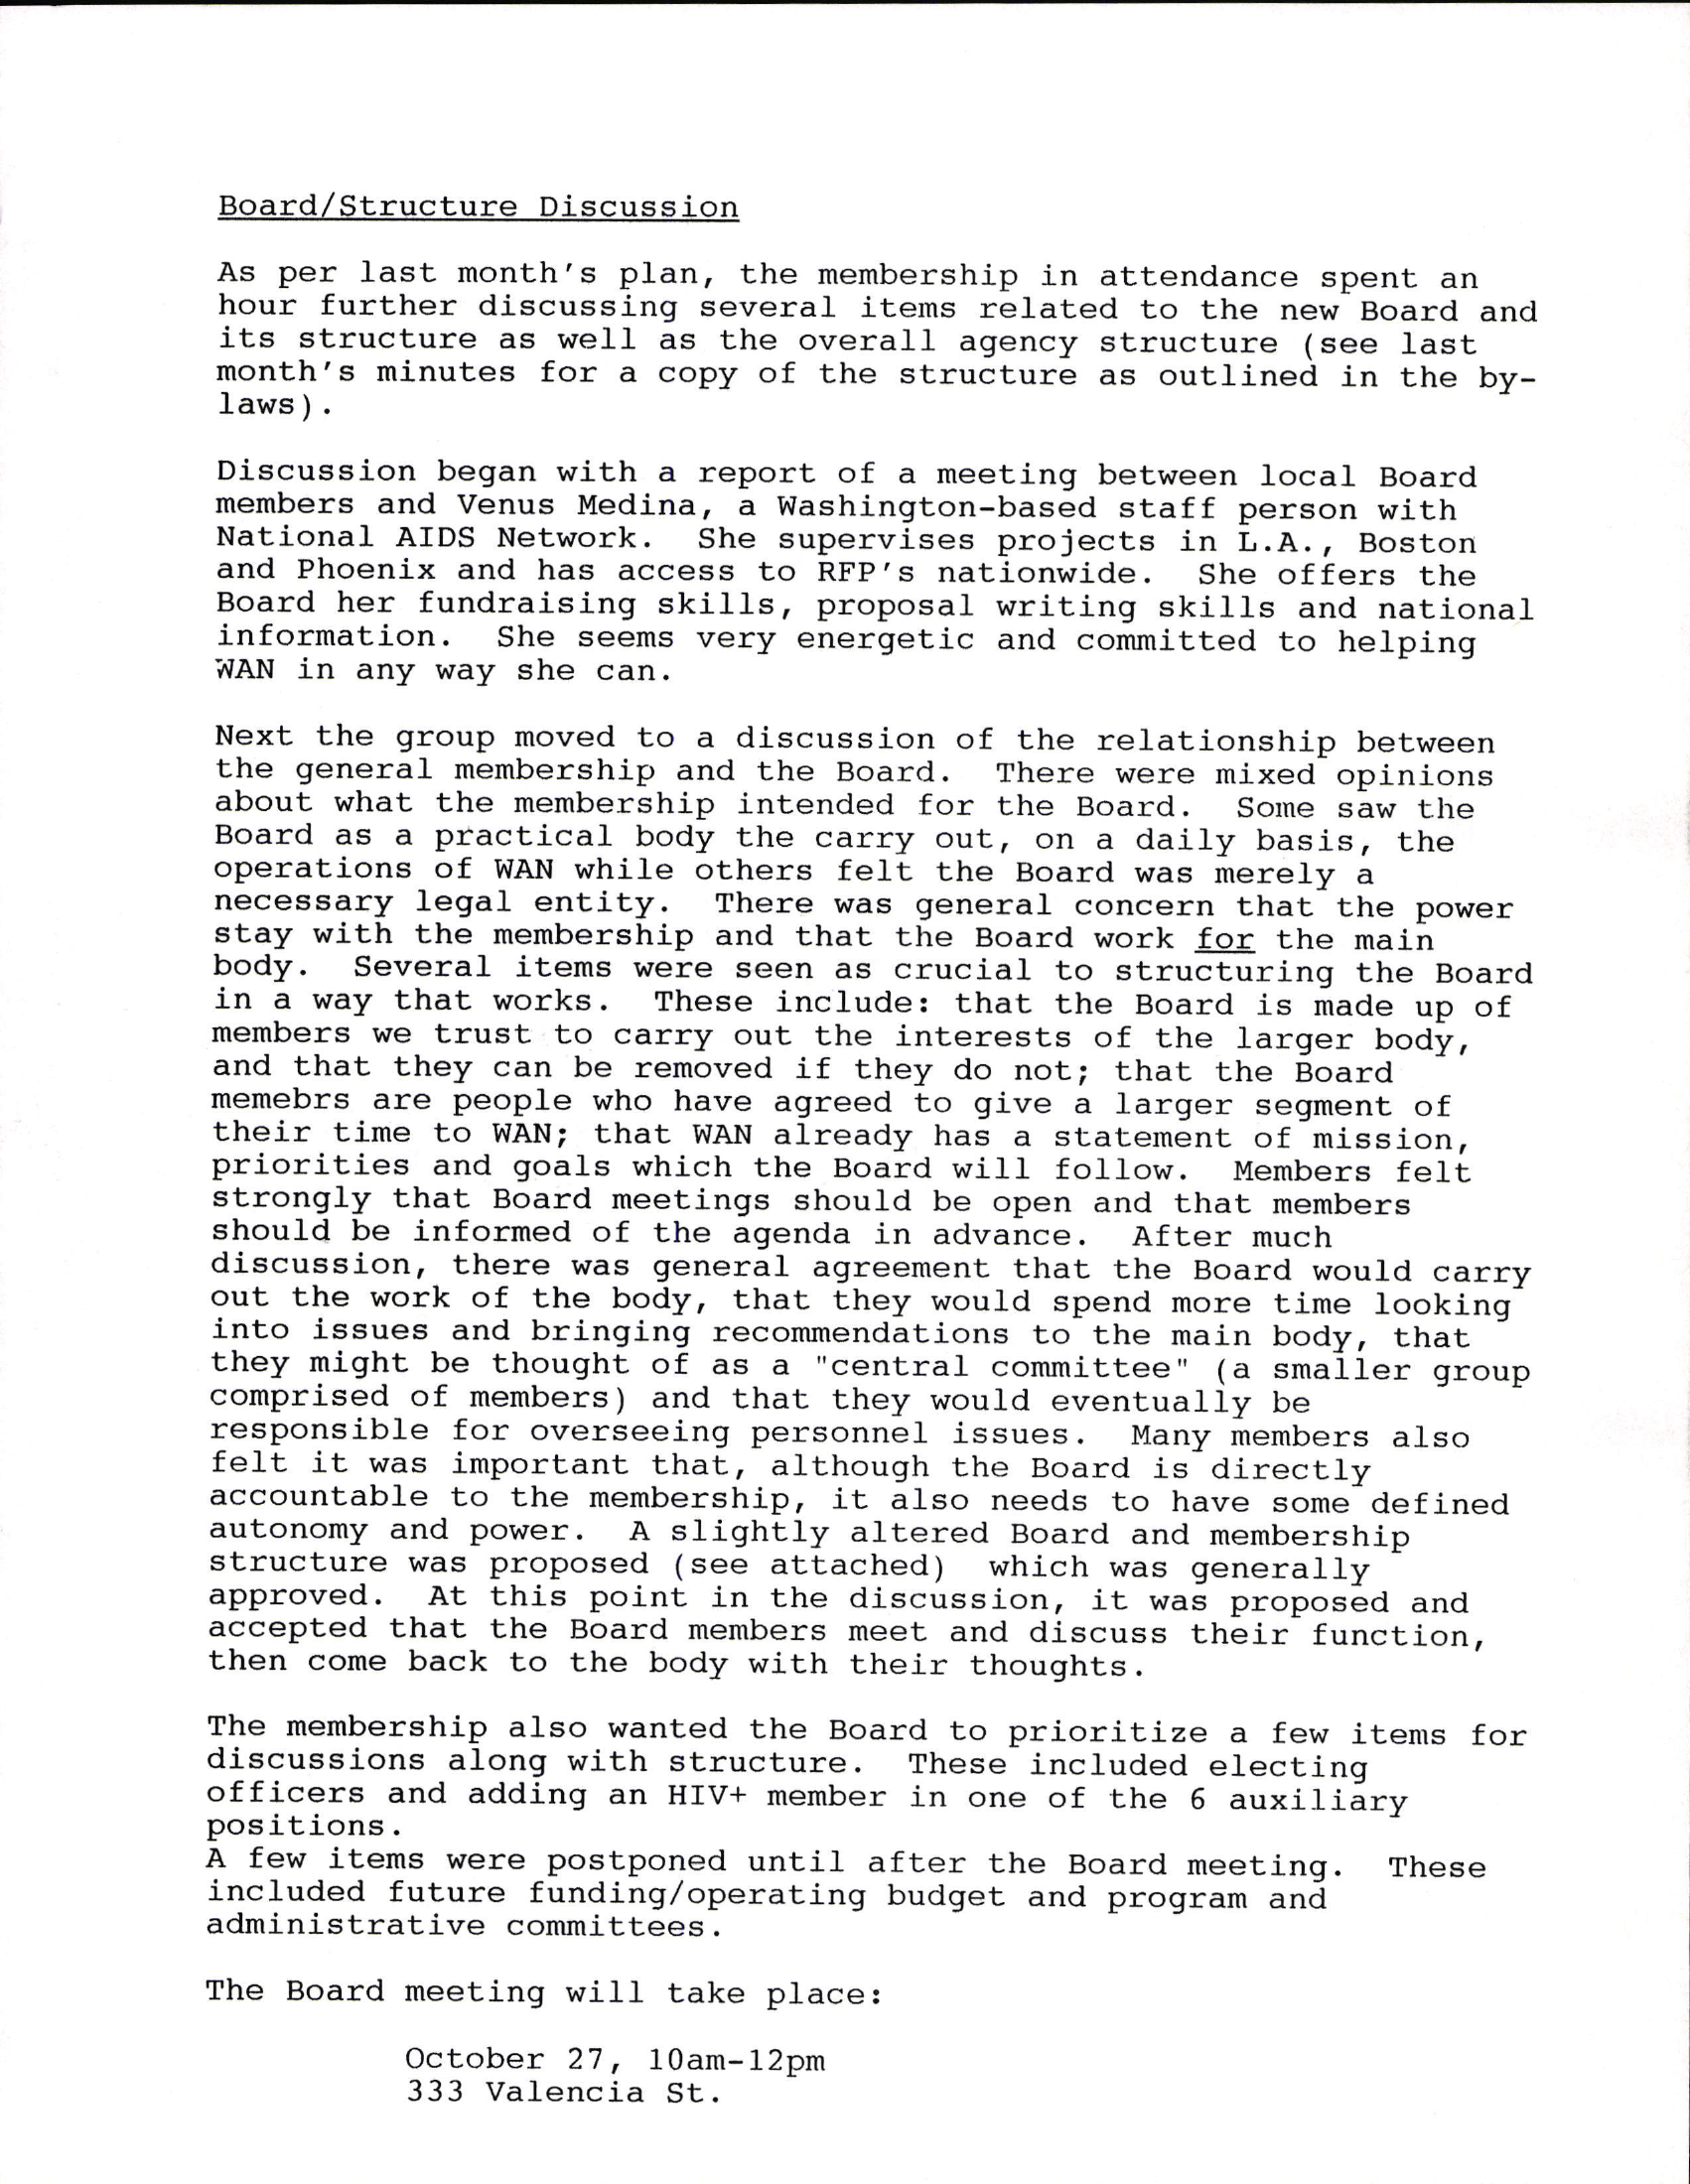 Board/Structure Discussion
As per last month's plan, the membership in attendance spent an
hour further discussing several items related to the new Board and
its structure as well as the overall agency structure (see last
month's minutes for a copy of the structure as outlined in the by-
laws).
Discussion began with a report of a meeting between local Board
members and Venus Medina, a Washington-based staff person with
National AIDS Network.  She supervises projects in L.A., Boston
and Phoenix and has access to RFP's nationwide.  She offers the
Board her fundraising skills, proposal writing skills and national
information.  She seems very energetic and committed to helping
WAN in any way she can.
Next the group moved to a discussion of the relationship between
the general membership and the Board.  There were mixed opinions
about what the membership intended for the Board.  Some saw the
Board as a practical body the carry out, on a daily basis, the
operations of WAN while others felt the Board was merely a
necessary legal entity.  There was general concern that the power
stay with the membership and that the Board work for the main
body.  Several items were seen as crucial to structuring the Board
in a way that works.  These include: that the Board is made up of
members we trust to carry out the interests of the larger body,
and that they can be removed if they do not; that the Board
memebrs are people who have agreed to give a larger segment of
their time to WAN; that WAN already has a statement of mission,
priorities and goals which the Board will follow.  Members felt
strongly that Board meetings should be open and that members
should be informed of the agenda in advance.  After much
discussion, there was general agreement that the Board would carry
out the work of the body, that they would spend more time looking
into issues and bringing recommendations to the main body, that
they might be thought of as a "central committee" (a smaller group
comprised of members) and that they would eventually be
responsible for overseeing personnel issues.  Many members also
felt it was important that, although the Board is directly
accountable to the membership, it also needs to have some defined
autonomy and power.  A slightly altered Board and membership
structure was proposed (see attached)  which was generally
approved.  At this point in the discussion, it was proposed and
accepted that the Board members meet and discuss their function,
then come back to the body with their thoughts.
The membership also wanted the Board to prioritize a few items for
discussions along with structure.  These included electing
officers and adding an HIV+ member in one of the 6 auxiliary
positions.
A few items were postponed until after the Board meeting.  These
included future funding/operating budget and program and
administrative committees.
The Board meeting will take place:
October 27, 10am-12pm
333 Valencia St.